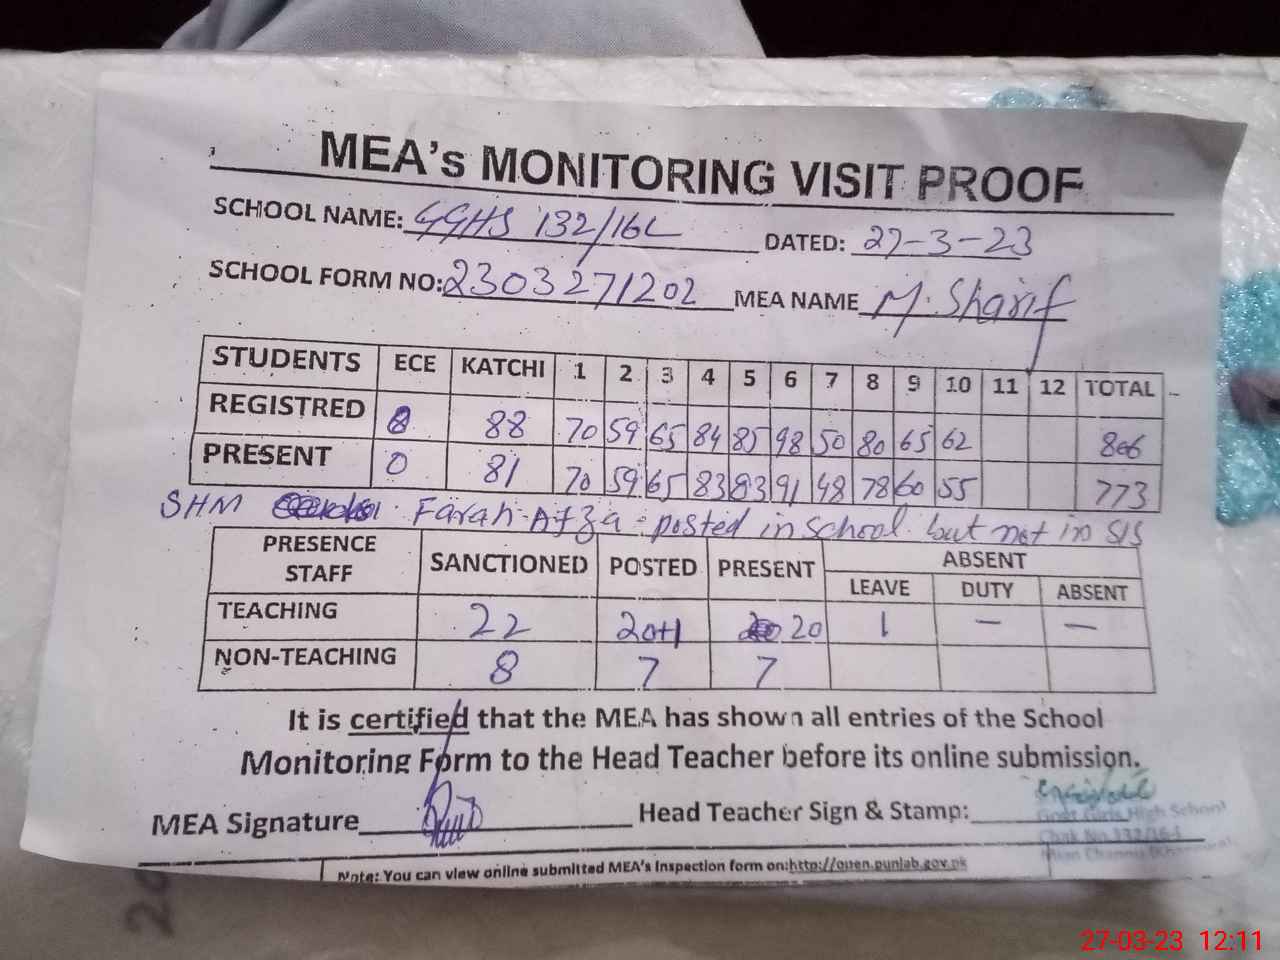 MEA's MONITORING VISIT PROOF
SCHOOL NAME: GGHS 132/16L DATED: 27-3-23
SCHOOL FORM NO: 2303271202 MEA NAME M. Sharif
STUDENTS ECE KATCHI 1 2 3 4 5 6 7 8 9 10 11 12 TOTAL
REGISTRED 0 88 70 59 65 84 85 98 50 80 65 62 806
PRESENT 0 81 70 59 65 83 83 91 48 78 60 55 773
SHM Farah Afza posted in school but not in SIS
PRESENCE STAFF SANCTIONED POSTED PRESENT ABSENT
LEAVE DUTY ABSENT
TEACHING 22 20+1 20 1 — —
NON-TEACHING 8 7 7
It is certified that the MEA has shown all entries of the School
Monitoring Form to the Head Teacher before its online submission.
MEA Signature Head Teacher Sign & Stamp:
Govt Girls High School
Chak No.132/16-L
Mian Channu
Note: You can view online submitted MEA's inspection form on:http://open.punjab.gov.pk
27-03-23 12:11